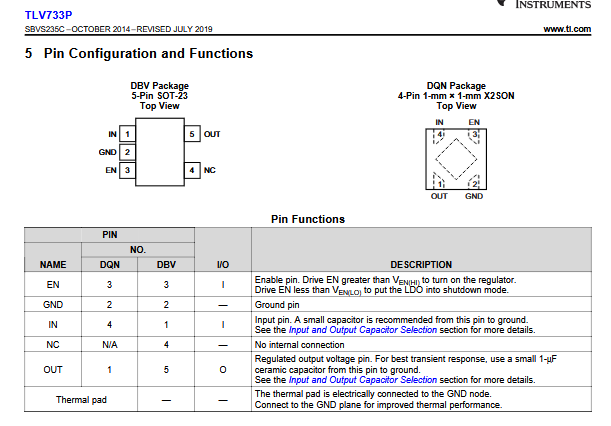 INSTRUMENTS
TLV733P
SBVS235C –OCTOBER 2014–REVISED JULY 2019
www.ti.com
5 Pin Configuration and Functions
DBV Package
5-Pin SOT-23
Top View
IN 1
5 OUT
GND 2
EN 3
4 NC
DQN Package
4-Pin 1-mm × 1-mm X2SON
Top View
IN EN
4 3
1 2
OUT GND
Pin Functions
PIN
NO.
NAME DQN DBV I/O DESCRIPTION
EN 3 3 I Enable pin. Drive EN greater than VEN(HI) to turn on the regulator.
Drive EN less than VEN(LO) to put the LDO into shutdown mode.
GND 2 2 — Ground pin
IN 4 1 I Input pin. A small capacitor is recommended from this pin to ground.
See the Input and Output Capacitor Selection section for more details.
NC N/A 4 — No internal connection
OUT 1 5 O Regulated output voltage pin. For best transient response, use a small 1-μF
ceramic capacitor from this pin to ground.
See the Input and Output Capacitor Selection section for more details.
Thermal pad — — The thermal pad is electrically connected to the GND node.
Connect to the GND plane for improved thermal performance.